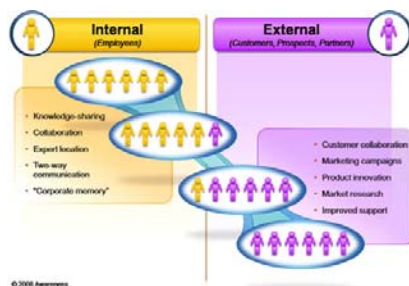 Internal
(Employees)
External
(Customers, Prospects, Partners)
• Knowledge-sharing
• Collaboration
• Expert location
• Two-way
communication
• "Corporate memory"
• Customer collaboration
• Marketing campaigns
• Product innovation
• Market research
• Improved support
© 2008 Awareness